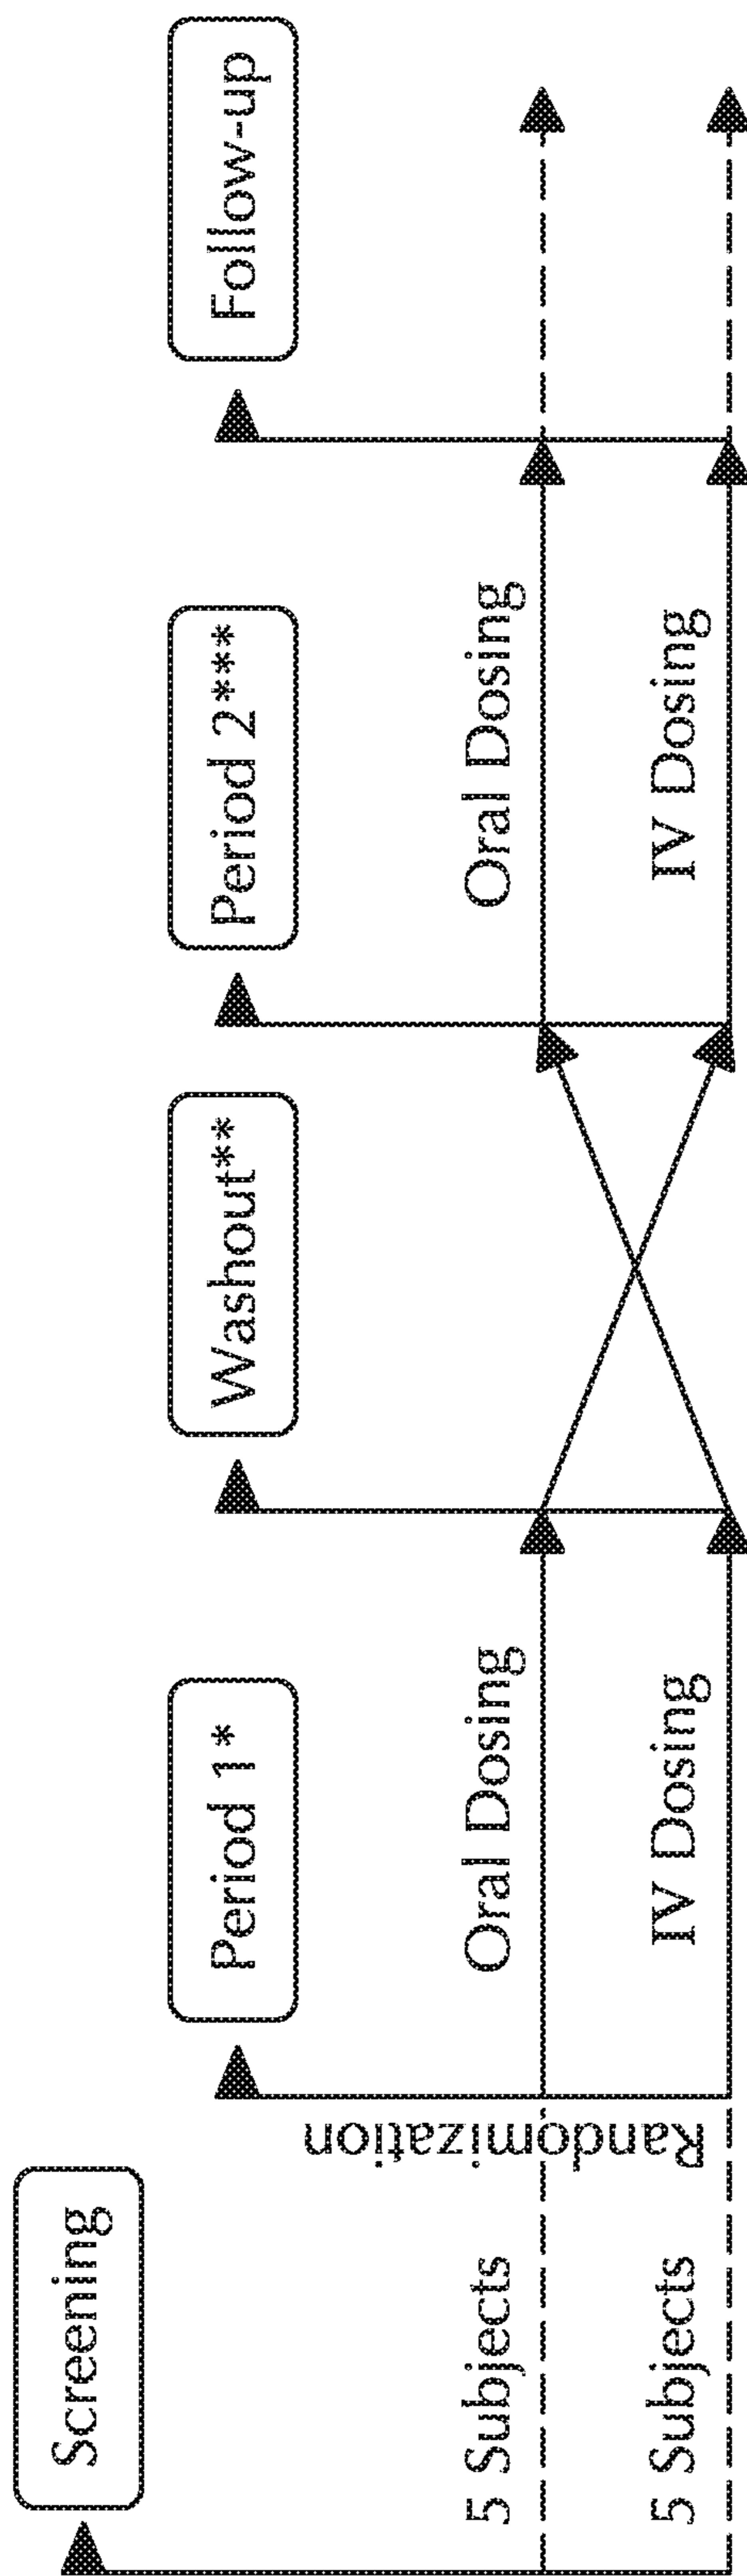 Screening
Period 1*
Washout**
Period 2***
Follow-up
Randomization
5 Subjects
Oral Dosing
Oral Dosing
5 Subjects
IV Dosing
IV Dosing